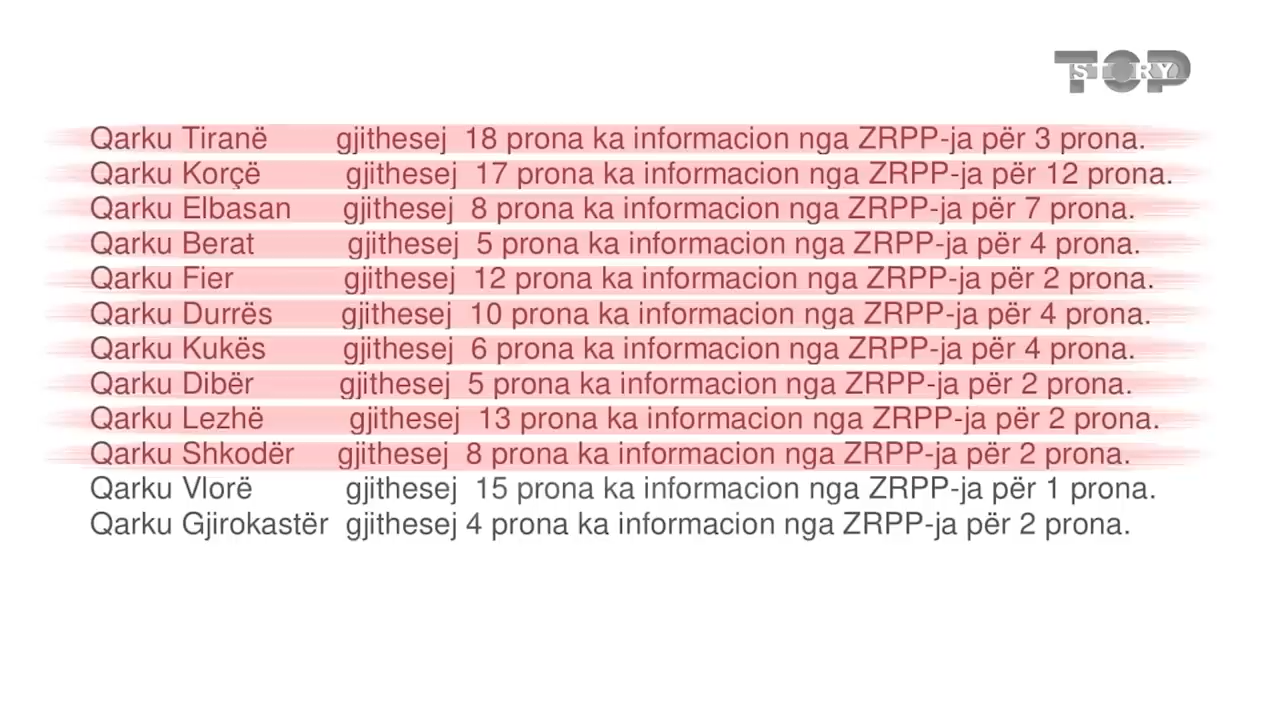 TOP
STORY
Qarku Tiranë gjithesej 18 prona ka informacion nga ZRPP-ja për 3 prona.
Qarku Korçë gjithesej 17 prona ka informacion nga ZRPP-ja për 12 prona.
Qarku Elbasan gjithesej 8 prona ka informacion nga ZRPP-ja për 7 prona.
Qarku Berat gjithesej 5 prona ka informacion nga ZRPP-ja për 4 prona.
Qarku Fier gjithesej 12 prona ka informacion nga ZRPP-ja për 2 prona.
Qarku Durrës gjithesej 10 prona ka informacion nga ZRPP-ja për 4 prona.
Qarku Kukës gjithesej 6 prona ka informacion nga ZRPP-ja për 4 prona.
Qarku Dibër gjithesej 5 prona ka informacion nga ZRPP-ja për 2 prona.
Qarku Lezhë gjithesej 13 prona ka informacion nga ZRPP-ja për 2 prona.
Qarku Shkodër gjithesej 8 prona ka informacion nga ZRPP-ja për 2 prona.
Qarku Vlorë gjithesej 15 prona ka informacion nga ZRPP-ja për 1 prona.
Qarku Gjirokastër gjithesej 4 prona ka informacion nga ZRPP-ja për 2 prona.